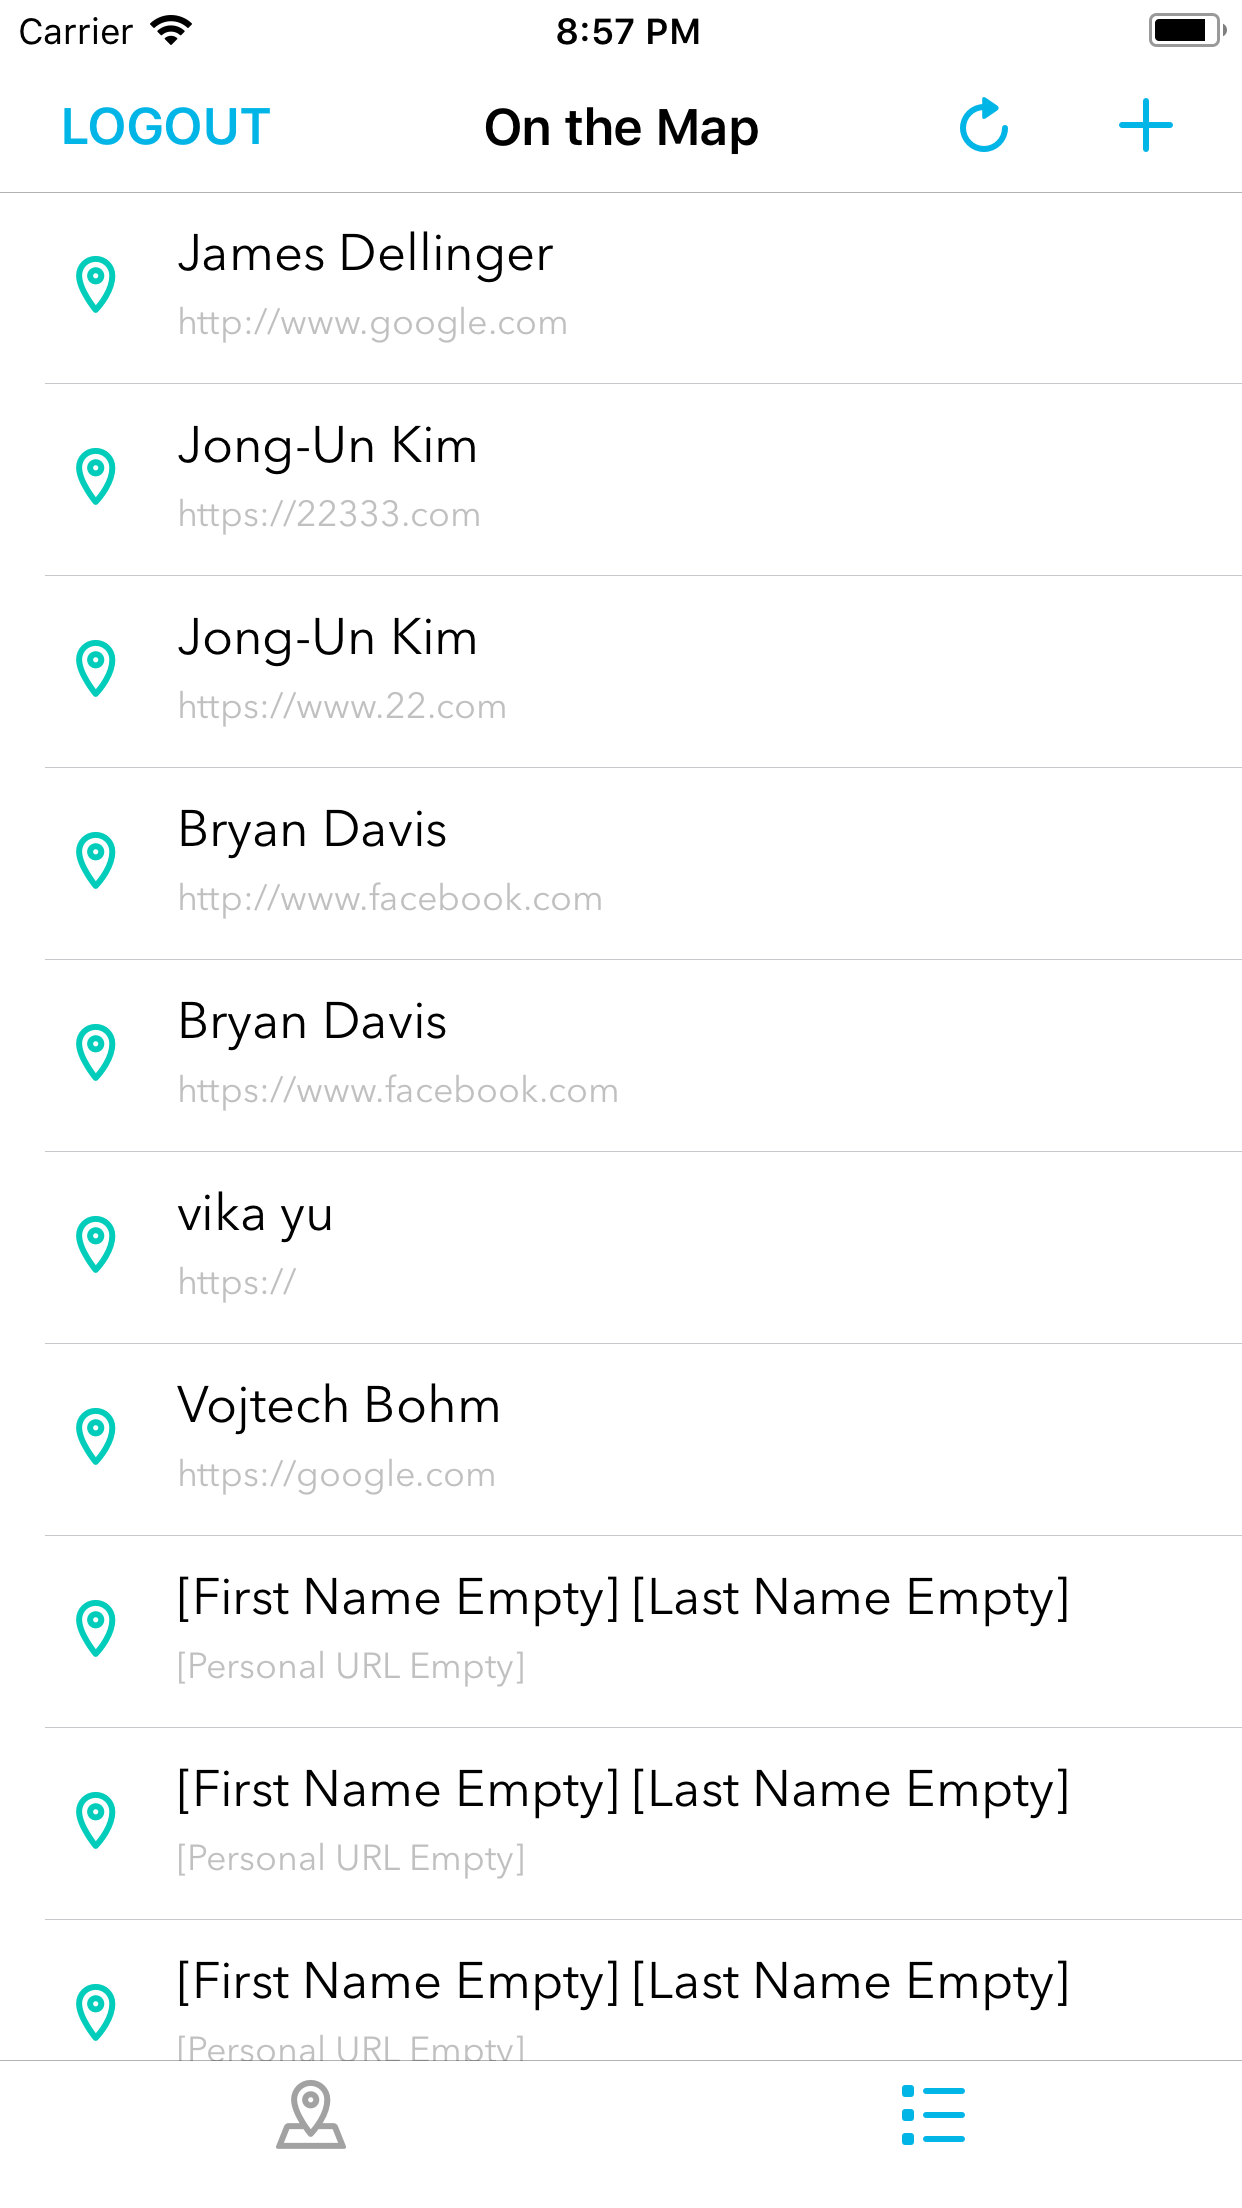 Carrier 8:57 PM
LOGOUT On the Map
James Dellinger
http://www.google.com
Jong-Un Kim
https://22333.com
Jong-Un Kim
https://www.22.com
Bryan Davis
http://www.facebook.com
Bryan Davis
https://www.facebook.com
vika yu
https://
Vojtech Bohm
https://google.com
[First Name Empty] [Last Name Empty]
[Personal URL Empty]
[First Name Empty] [Last Name Empty]
[Personal URL Empty]
[First Name Empty] [Last Name Empty]
[Personal URL Empty]